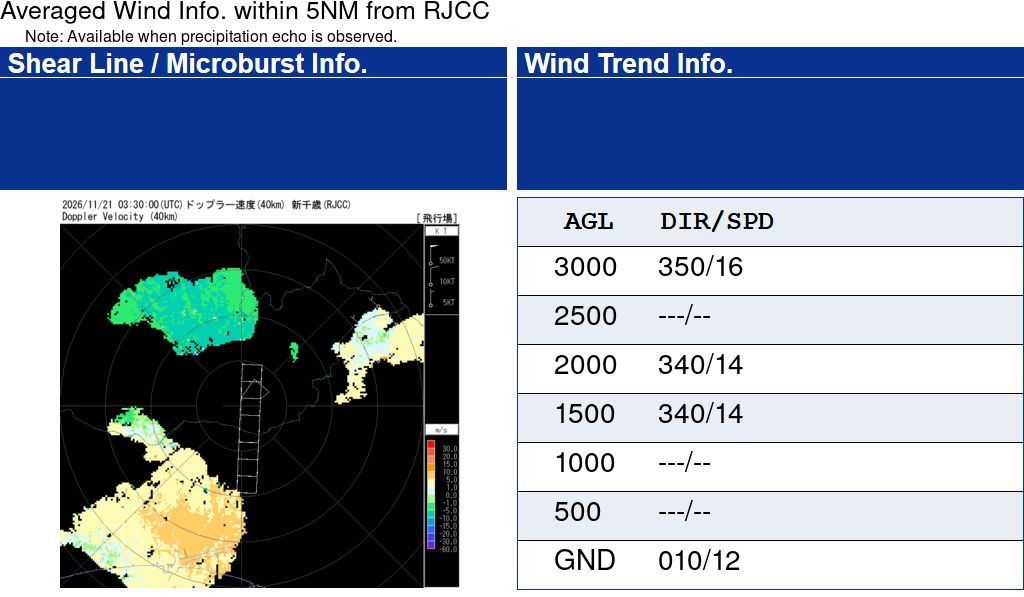 Averaged Wind Info. within 5NM from RJCC
Note: Available when precipitation echo is observed.
Shear Line / Microburst Info.
Wind Trend Info.
2026/11/21 03:30:00(UTC) ドップラー速度(40km) 新千歳(RJCC)
Doppler Velocity (40km)
[飛行場]
K T
50KT
10KT
5KT
m/s
30.0
20.0
15.0
10.0
5.0
1.0
0.0
-1.0
-5.0
-10.0
-15.0
-20.0
-30.0
-60.0
AGL DIR/SPD
3000 350/16
2500 ---/--
2000 340/14
1500 340/14
1000 ---/--
500 ---/--
GND 010/12